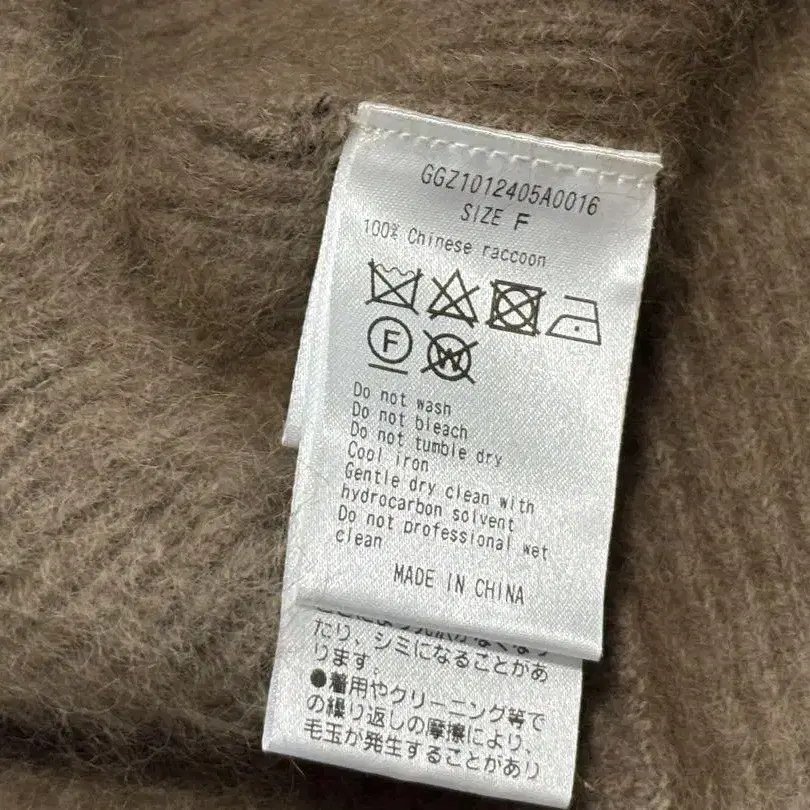 GGZ1012405A0016
SIZE F
100% Chinese raccoon
F
W
Do not wash
Do not bleach
Do not tumble dry
Cool iron
Gentle dry clean with
hydrocarbon solvent
Do not professional wet
clean
MADE IN CHINA
たり、シミになることがあ
ります。
●着用やクリーニング等で
の繰り返しの摩擦により、
毛玉が発生することがあり